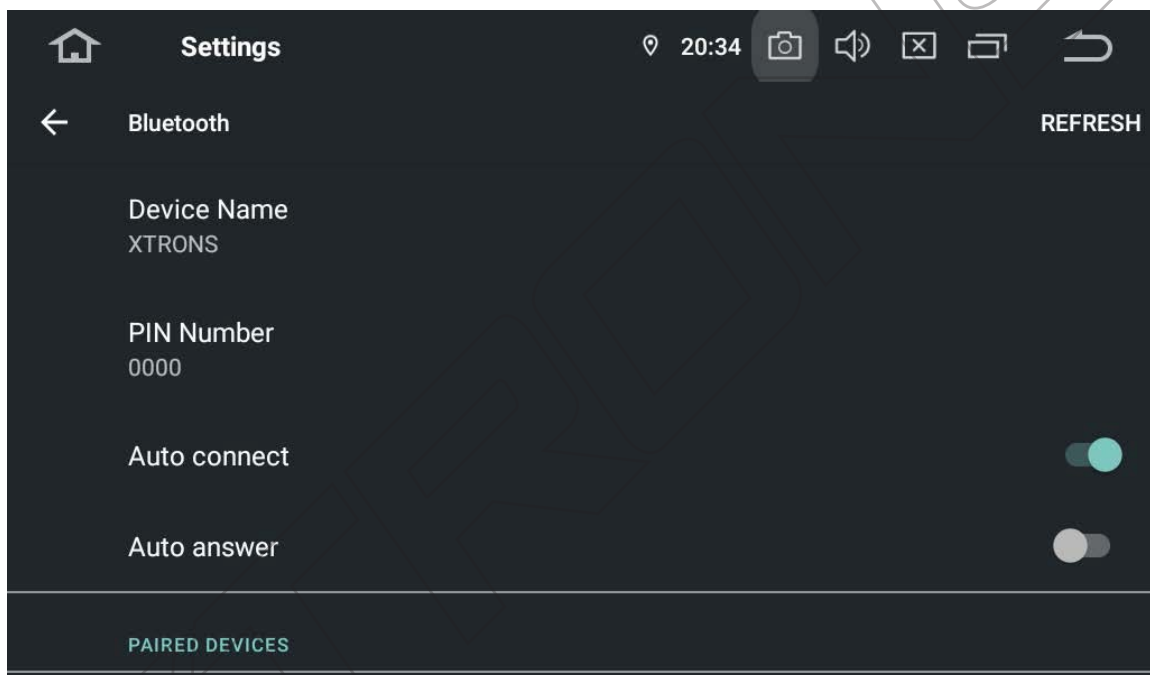 Settings
20:34
Bluetooth
REFRESH
Device Name
XTRONS
PIN Number
0000
Auto connect
Auto answer
PAIRED DEVICES